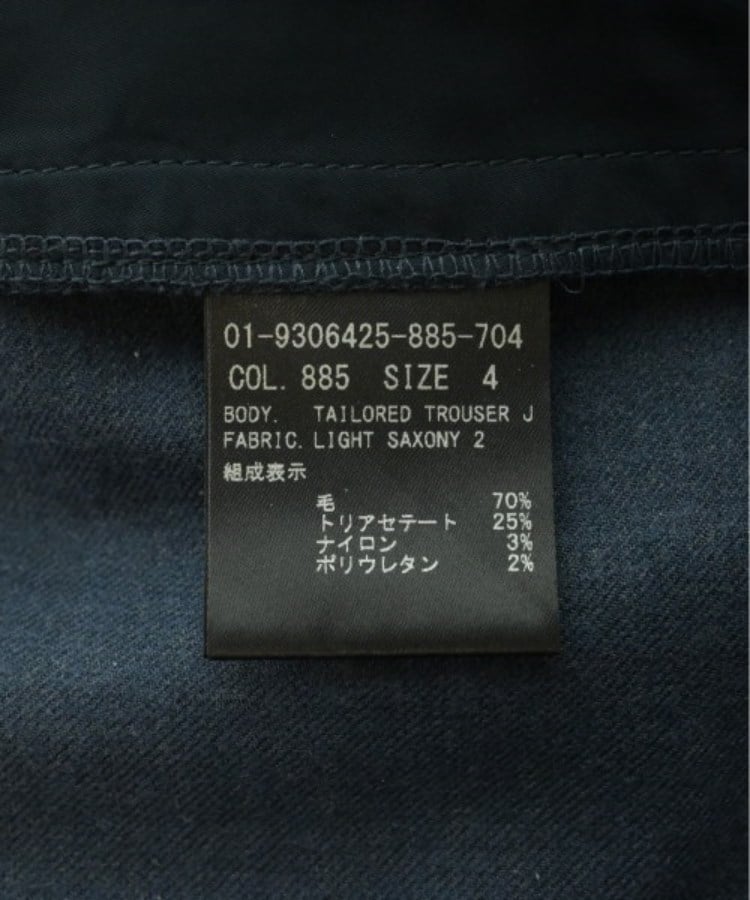 01-9306425-885-704
COL. 885 SIZE 4
BODY. TAILORED TROUSER J
FABRIC. LIGHT SAXONY 2
組成表示
毛 70%
トリアセテート 25%
ナイロン 3%
ポリウレタン 2%